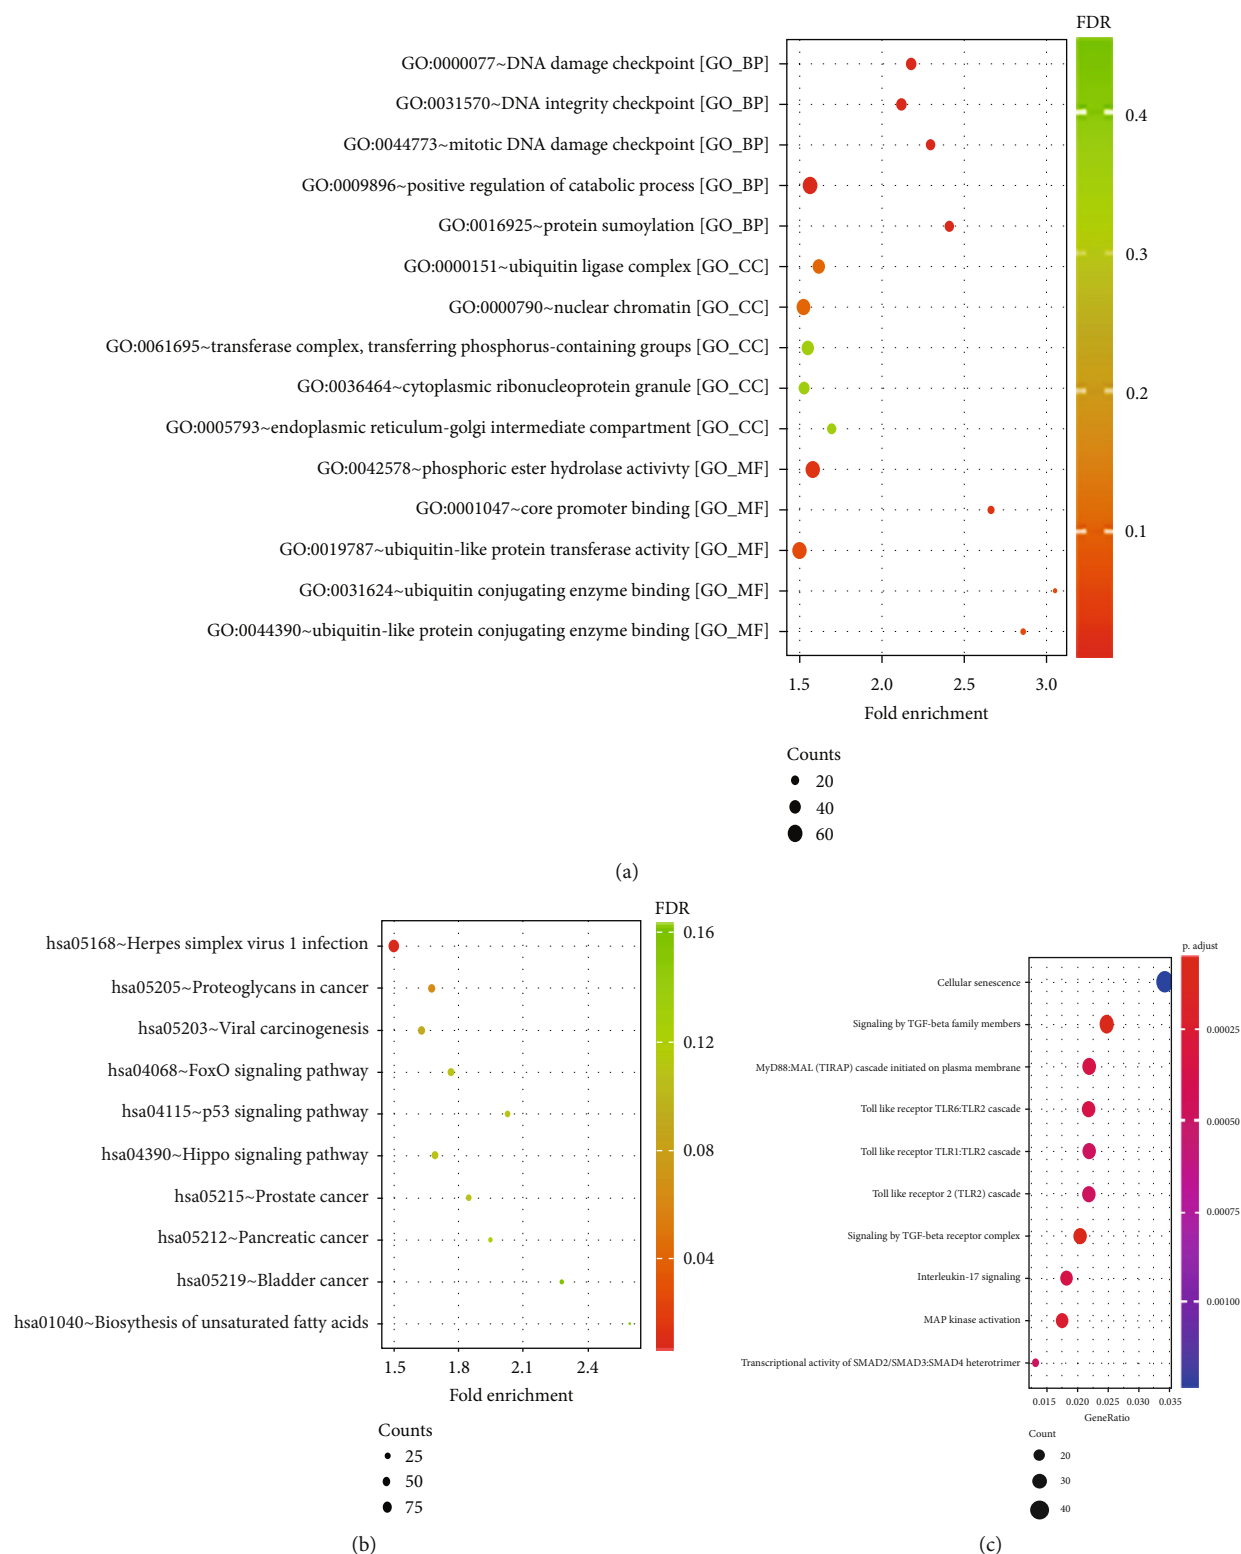 FDR
GO:0000077~DNA damage checkpoint [GO_BP]
GO:0031570~DNA integrity checkpoint [GO_BP]
GO:0044773~mitotic DNA damage checkpoint [GO_BP]
GO:0009896~positive regulation of catabolic process [GO_BP]
GO:0016925~protein sumoylation [GO_BP]
GO:0000151~ubiquitin ligase complex [GO_CC]
GO:0000790~nuclear chromatin [GO_CC]
GO:0061695~transferase complex, transferring phosphorus-containing groups [GO_CC]
GO:0036464~cytoplasmic ribonucleoprotein granule [GO_CC]
GO:0005793~endoplasmic reticulum-golgi intermediate compartment [GO_CC]
GO:0042578~phosphoric ester hydrolase activivty [GO_MF]
GO:0001047~core promoter binding [GO_MF]
GO:0019787~ubiquitin-like protein transferase activity [GO_MF]
GO:0031624~ubiquitin conjugating enzyme binding [GO_MF]
GO:0044390~ubiquitin-like protein conjugating enzyme binding [GO_MF]
0.4
0.3
0.2
0.1
1.5 2.0 2.5 3.0
Fold enrichment
Counts
20
40
60
(a)
FDR
hsa05168~Herpes simplex virus 1 infection
hsa05205~Proteoglycans in cancer
hsa05203~Viral carcinogenesis
hsa04068~FoxO signaling pathway
hsa04115~p53 signaling pathway
hsa04390~Hippo signaling pathway
hsa05215~Prostate cancer
hsa05212~Pancreatic cancer
hsa05219~Bladder cancer
hsa01040~Biosythesis of unsaturated fatty acids
0.16
0.12
0.08
0.04
1.5 1.8 2.1 2.4
Fold enrichment
Counts
25
50
75
(b)
p. adjust
Cellular senescence
Signaling by TGF-beta family members
MyD88:MAL (TIRAP) cascade initiated on plasma membrane
Toll like receptor TLR6:TLR2 cascade
Toll like receptor TLR1:TLR2 cascade
Toll like receptor 2 (TLR2) cascade
Signaling by TGF-beta receptor complex
Interleukin-17 signaling
MAP kinase activation
Transcriptional activity of SMAD2/SMAD3:SMAD4 heterotrimer
0.00025
0.00050
0.00075
0.00100
0.015 0.020 0.025 0.030 0.035
GeneRatio
Count
20
30
40
(c)